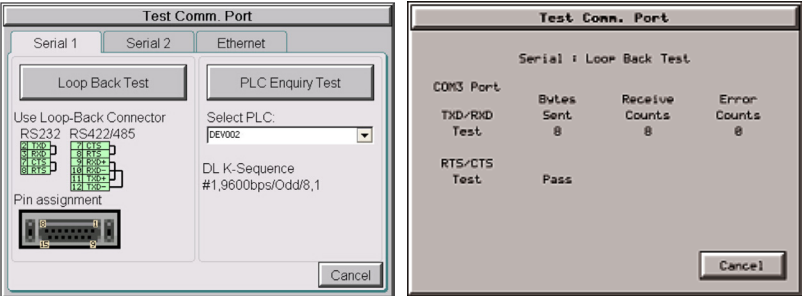 Test Comm. Port
Serial 1 Serial 2 Ethernet
Loop Back Test
PLC Enquiry Test
Use Loop-Back Connector
RS232 RS422/485
2 TXD
3 RXD
7 CTS
8 RTS
7 CTS
8 RTS
9 RXD+
10 RXD-
11 TXD+
12 TXD-
Pin assignment
8 1
15 9
Select PLC:
DEV002
DL K-Sequence
#1,9600bps/Odd/8,1
Cancel
Test Comm. Port
Serial : Loop Back Test
COM3 Port
Bytes Receive Error
TXD/RXD Sent Counts Counts
Test 8 8 0
RTS/CTS
Test Pass
Cancel